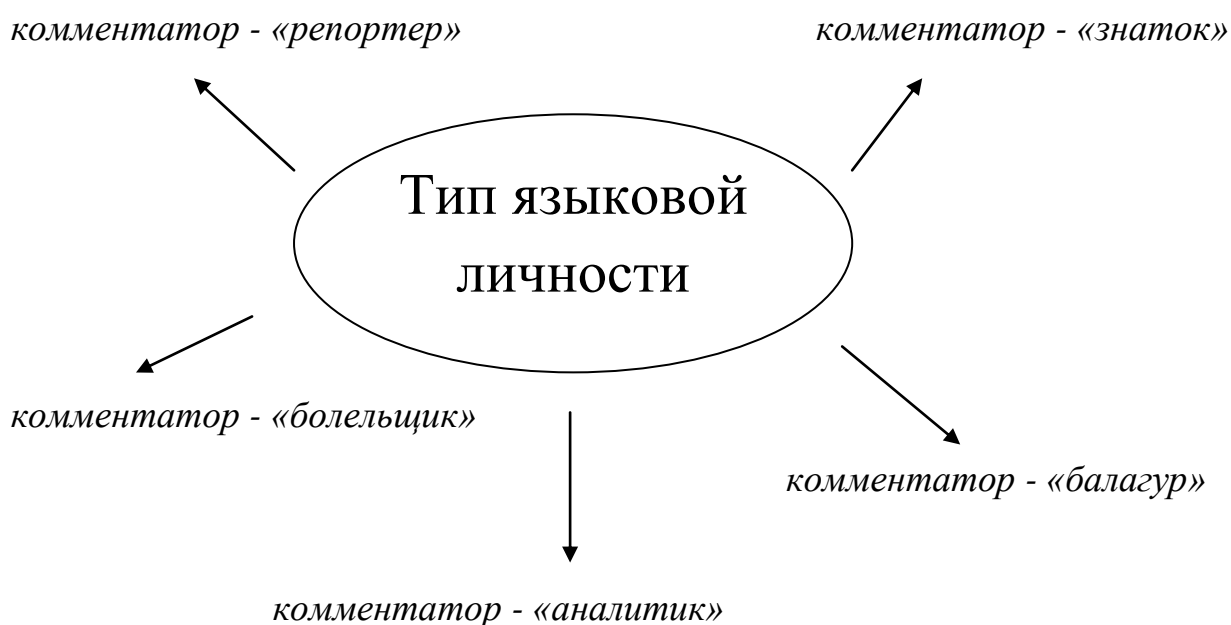 комментатор - «репортер»
комментатор - «знаток»
Тип языковой
личности
комментатор - «болельщик»
комментатор - «балагур»
комментатор - «аналитик»